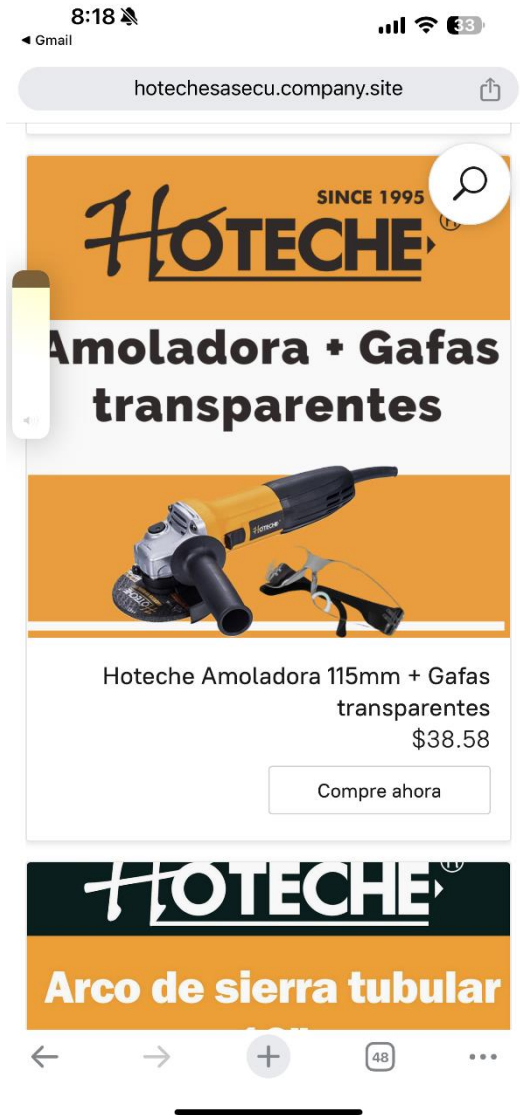 8:18
33
◀ Gmail
hotechesasecu.company.site
SINCE 1995
HOTECHE®
Amoladora + Gafas
transparentes
HOTECHE
HOTECHE
Hoteche Amoladora 115mm + Gafas
transparentes
$38.58
Compre ahora
HOTECHE®
Arco de sierra tubular
48